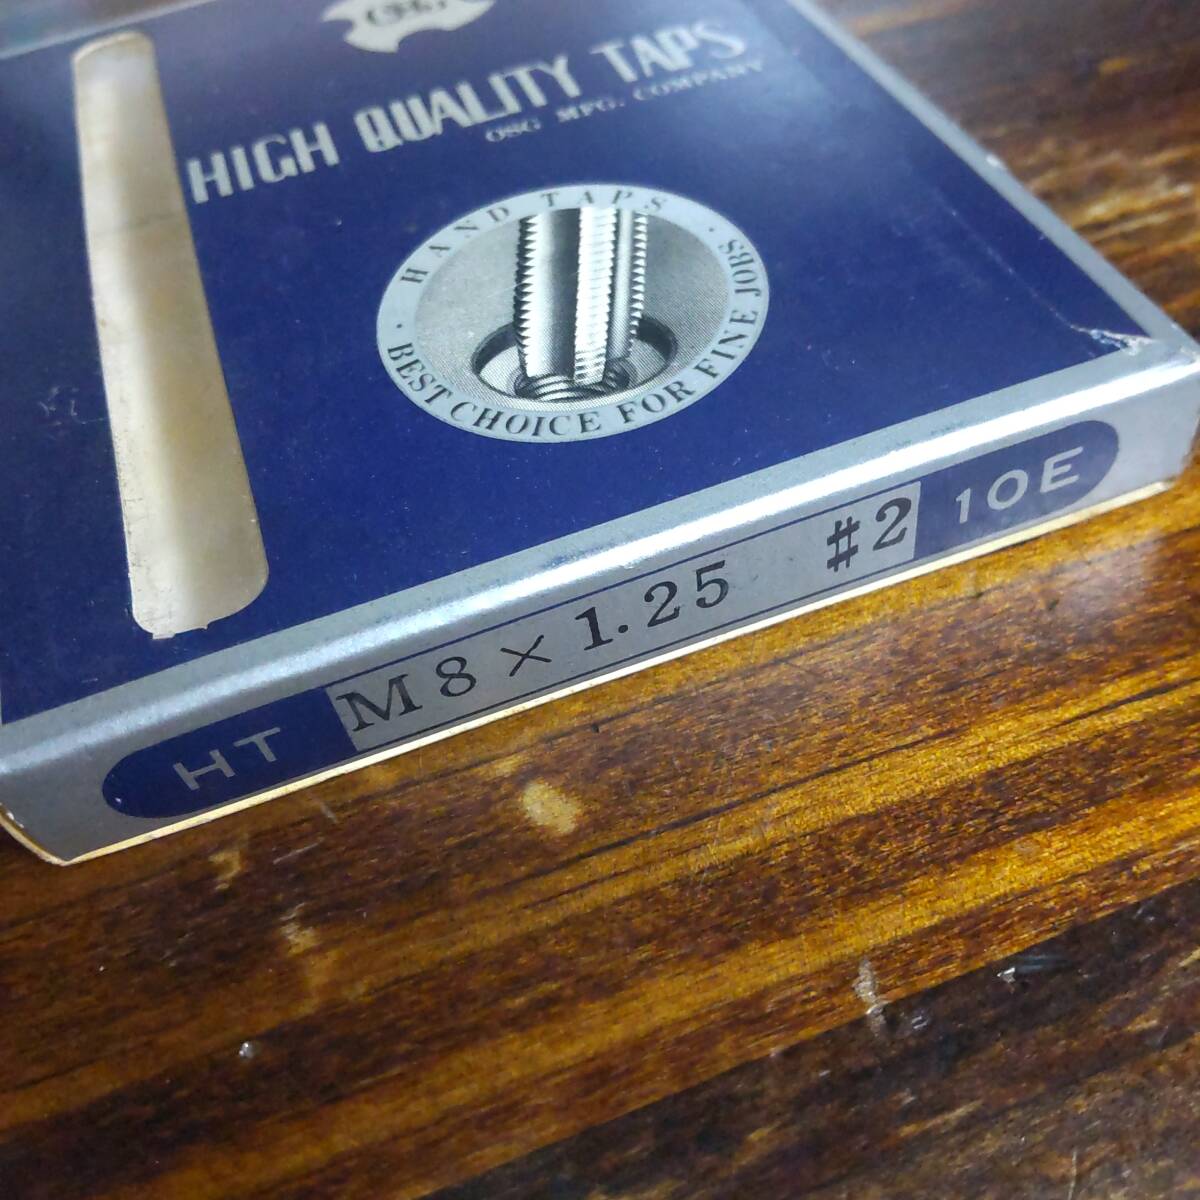 OSG
HIGH QUALITY TAPS
OSG MFG. COMPANY
HAND TAPS
· BEST CHOICE FOR FINE JOBS ·
HT M8×1.25 #2 10E